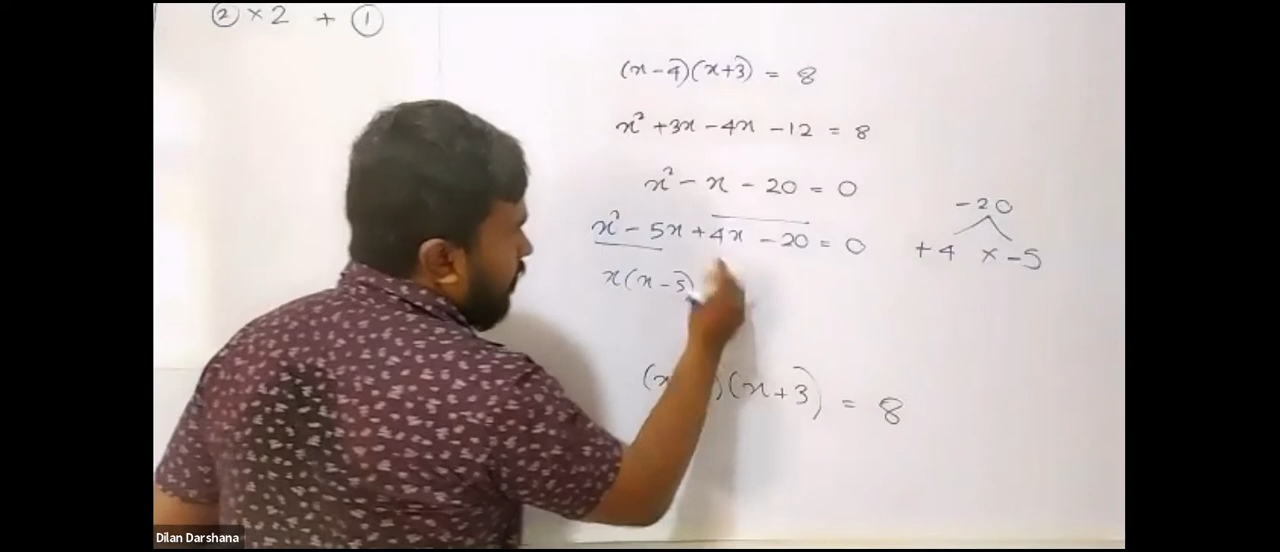 ② × 2 + ①
(x-4)(x+3) = 8
x² +3x -4x -12 = 8
x² - x - 20 = 0
x² - 5x +4x - 20 = 0
x(x-5)
-20
+4 x -5
(x )(x+3) = 8
Dilan Darshana